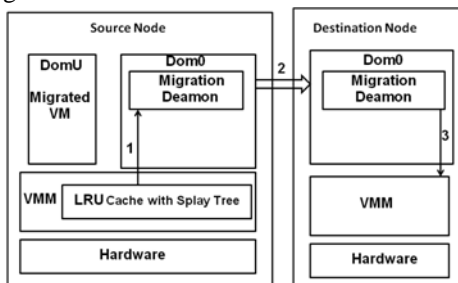 Source Node
DomU
Migrated
VM
Dom0
Migration
Deamon
1
VMM
LRU Cache with Splay Tree
Hardware
2
Destination Node
Dom0
Migration
Deamon
3
VMM
Hardware